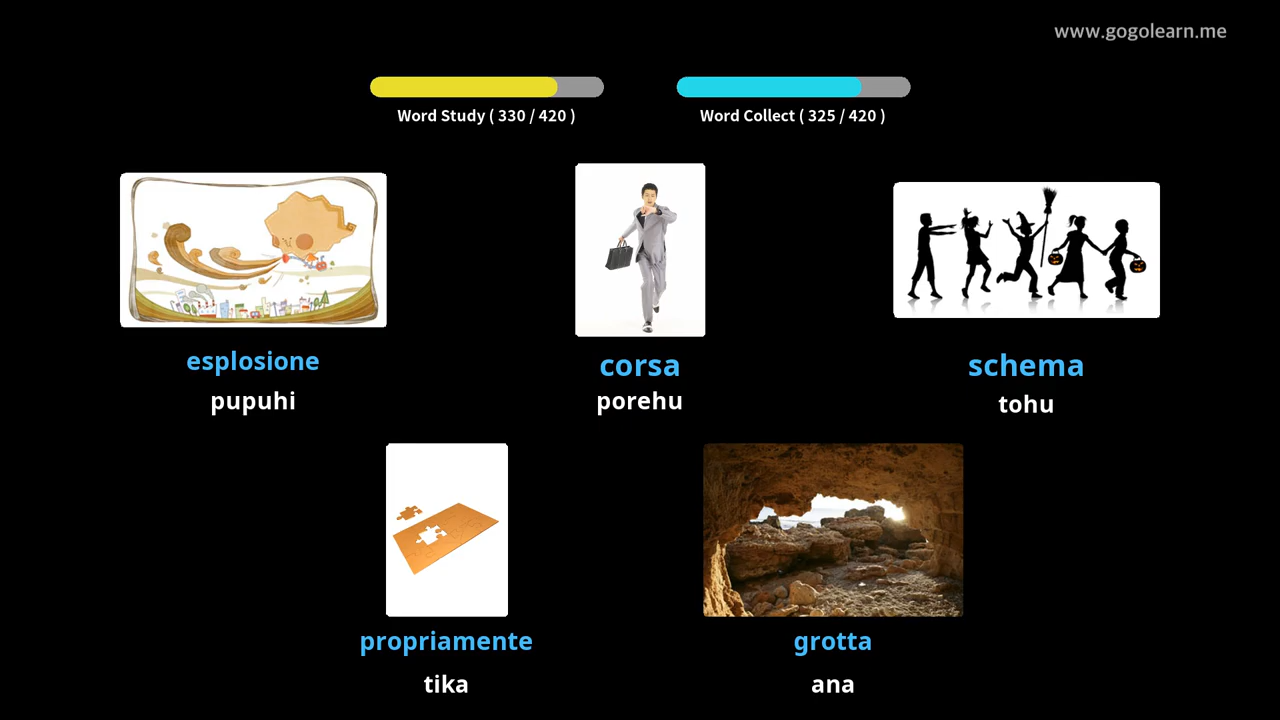 www.gogolearn.me
Word Study ( 330 / 420 )
Word Collect ( 325 / 420 )
esplosione
pupuhi
corsa
porehu
schema
tohu
propriamente
tika
grotta
ana